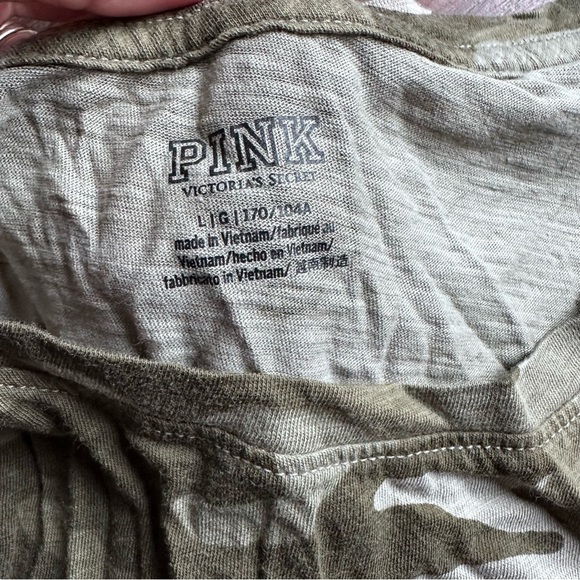 PINK
VICTORIA'S SECRET
L | G | 170/104A
made in Vietnam/fabriqué au
Vietnam/hecho en Vietnam/
fabbricato in Vietnam/ 越南制造